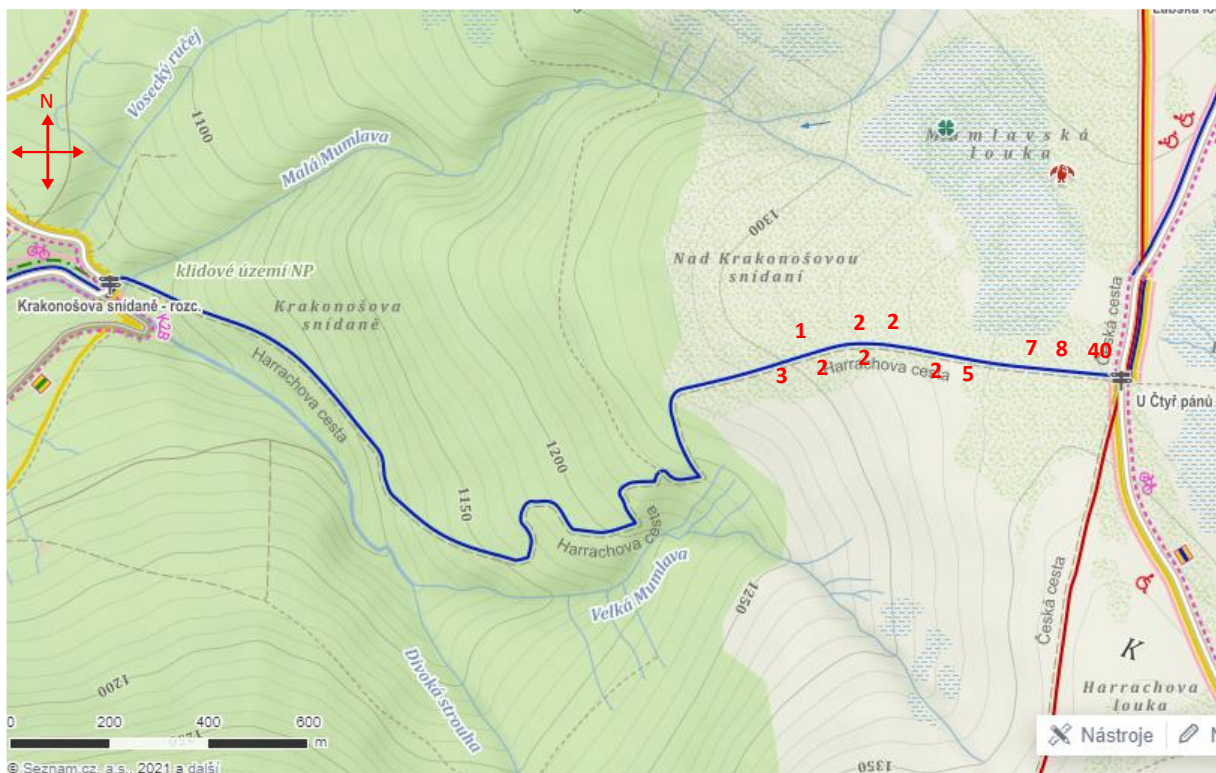 Labská lou
Vosecký ručej
N
1100
Malá Mumlava
Mumlavská
louka
1300
Nad Krakonošovou
snídaní
klidové území NP
Krakonošova snídaně - rozc.
Krakonošova
snídaně
K28
Česká cesta
1
2
2
7
8
40
3
2
2
2
5
Harrachova cesta
U Čtyř pánů
Harrachova cesta
1200
1150
Harrachova cesta
Velká Mumlava
1250
Česká cesta
K
Divoká strouha
1200
Harrachova
louka
0 200 400 600
m
1250
1350
Nástroje
N
© Seznam.cz, a.s., 2021 a další